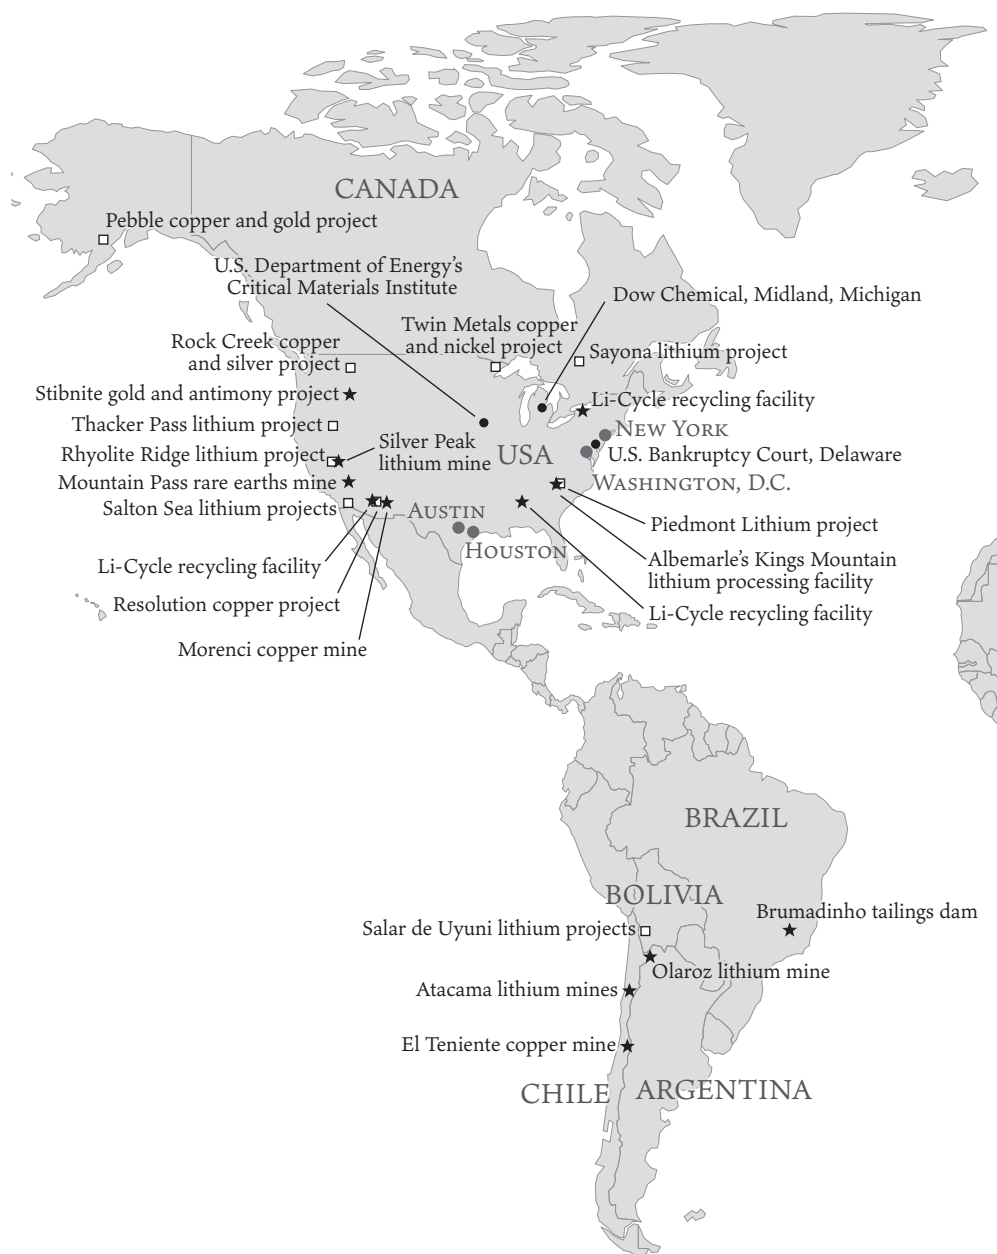 CANADA
Pebble copper and gold project
U.S. Department of Energy’s
Critical Materials Institute
Dow Chemical, Midland, Michigan
Twin Metals copper
and nickel project
Rock Creek copper
and silver project
Sayona lithium project
Stibnite gold and antimony project
Li-Cycle recycling facility
Thacker Pass lithium project
New York
Silver Peak
lithium mine
Rhyolite Ridge lithium project
USA
U.S. Bankruptcy Court, Delaware
Mountain Pass rare earths mine
Washington, D.C.
Salton Sea lithium projects
Austin
Piedmont Lithium project
Houston
Li-Cycle recycling facility
Albemarle’s Kings Mountain
lithium processing facility
Resolution copper project
Li-Cycle recycling facility
Morenci copper mine
BRAZIL
BOLIVIA
Brumadinho tailings dam
Salar de Uyuni lithium projects
Olaroz lithium mine
Atacama lithium mines
El Teniente copper mine
CHILE
ARGENTINA